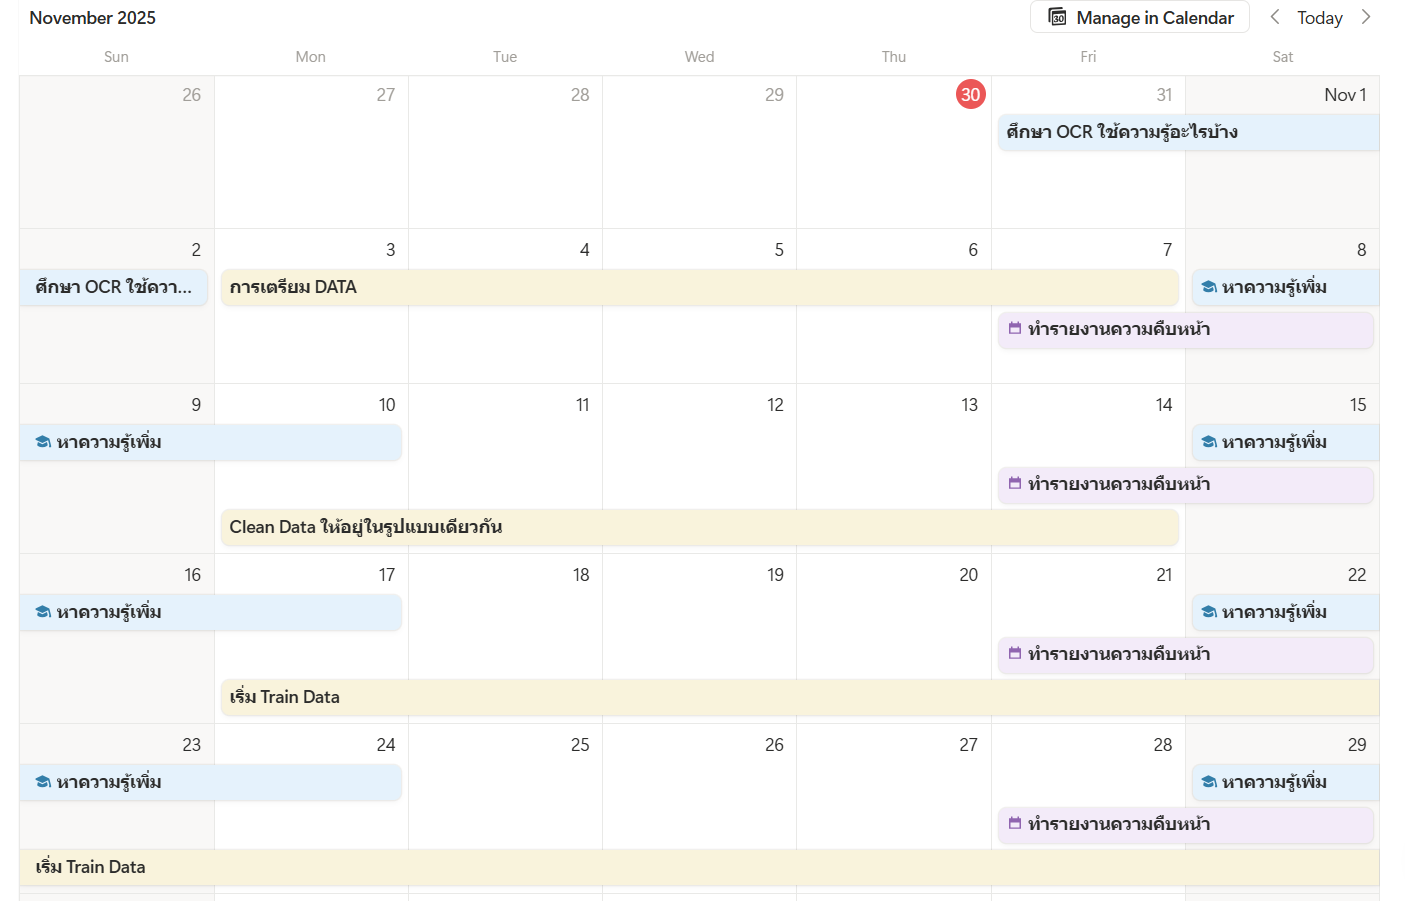 November 2025
30 Manage in Calendar
Today
Sun Mon Tue Wed Thu Fri Sat
26 27 28 29 30 31 Nov 1
ศึกษา OCR ใช้ความรู้อะไรบ้าง
2 3 4 5 6 7 8
ศึกษา OCR ใช้ควา... การเตรียม DATA หาความรู้เพิ่ม
ทำรายงานความคืบหน้า
9 10 11 12 13 14 15
หาความรู้เพิ่ม หาความรู้เพิ่ม
ทำรายงานความคืบหน้า
Clean Data ให้อยู่ในรูปแบบเดียวกัน
16 17 18 19 20 21 22
หาความรู้เพิ่ม หาความรู้เพิ่ม
ทำรายงานความคืบหน้า
เริ่ม Train Data
23 24 25 26 27 28 29
หาความรู้เพิ่ม หาความรู้เพิ่ม
ทำรายงานความคืบหน้า
เริ่ม Train Data